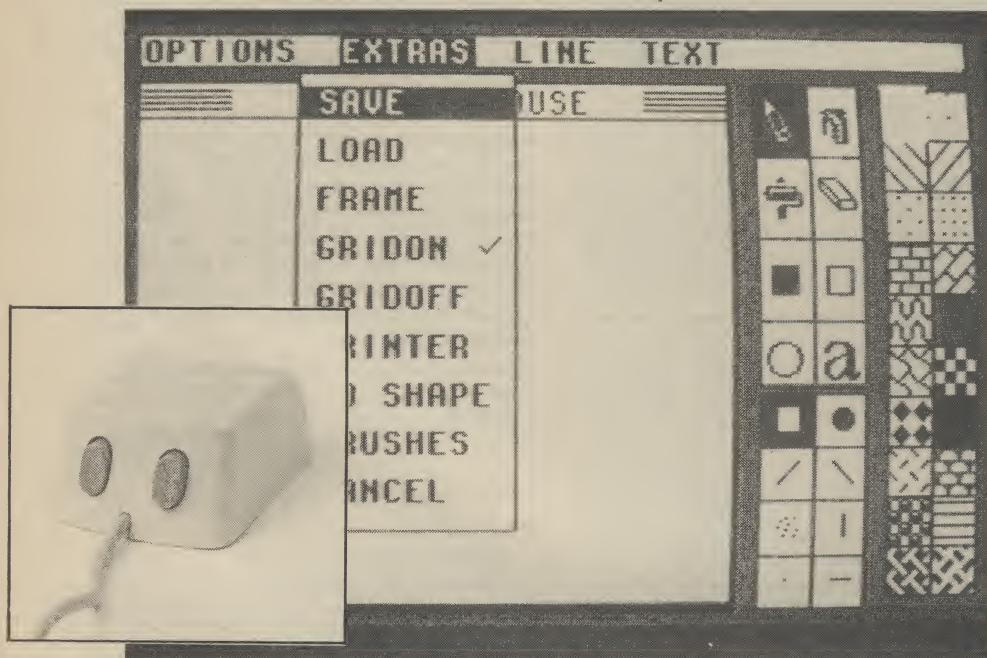 OPTIONS EXTRAS LINE TEXT
SAVE
LOAD
FRAME
GRIDON ✓
GRIDOFF
RINTER
SHAPE
RUSHES
ANCEL
USE
a